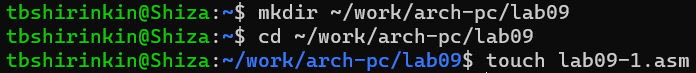 tbshirinkin@Shiza:~$ mkdir ~/work/arch-pc/lab09
tbshirinkin@Shiza:~$ cd ~/work/arch-pc/lab09
tbshirinkin@Shiza:~/work/arch-pc/lab09$ touch lab09-1.asm